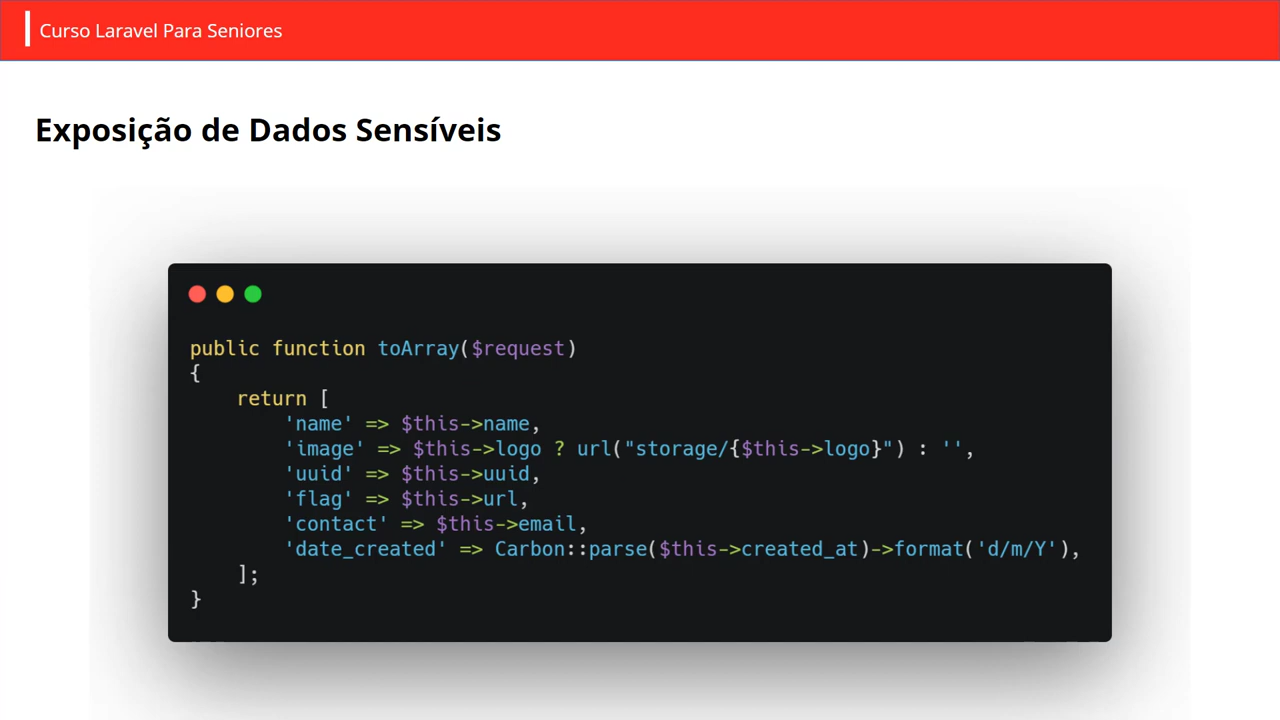 Curso Laravel Para Seniores
Exposição de Dados Sensíveis
public function toArray($request)
{
    return [
        'name' => $this->name,
        'image' => $this->logo ? url("storage/{$this->logo}") : '',
        'uuid' => $this->uuid,
        'flag' => $this->url,
        'contact' => $this->email,
        'date_created' => Carbon::parse($this->created_at)->format('d/m/Y'),
    ];
}